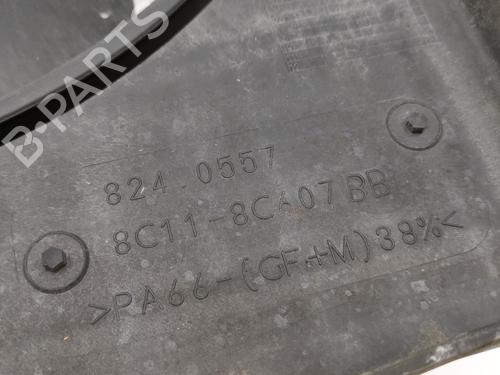 B-PARTS
824.0557
8C11-8C607BB
>PA66-(GF+M)38%<